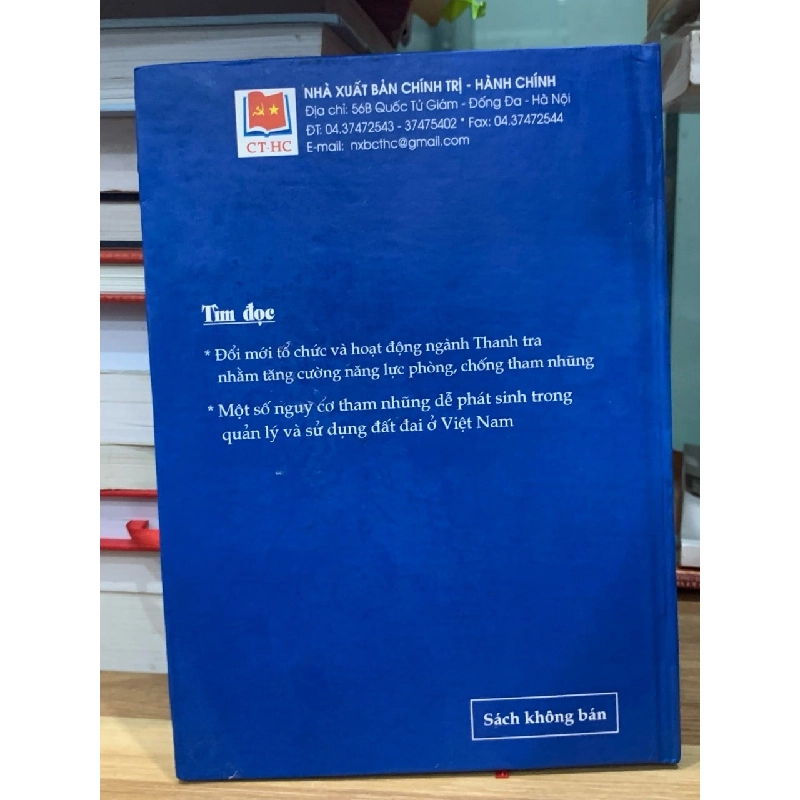 NHÀ XUẤT BẢN CHÍNH TRỊ - HÀNH CHÍNH
Địa chỉ: 56B Quốc Tử Giám - Đống Đa - Hà Nội
ĐT: 04.37472543 - 37475402 * Fax: 04.37472544
E-mail: nxbcthc@gmail.com
CT-HC
Tìm đọc
* Đổi mới tổ chức và hoạt động ngành Thanh tra
nhằm tăng cường năng lực phòng, chống tham nhũng
* Một số nguy cơ tham nhũng dễ phát sinh trong
quản lý và sử dụng đất đai ở Việt Nam
Sách không bán